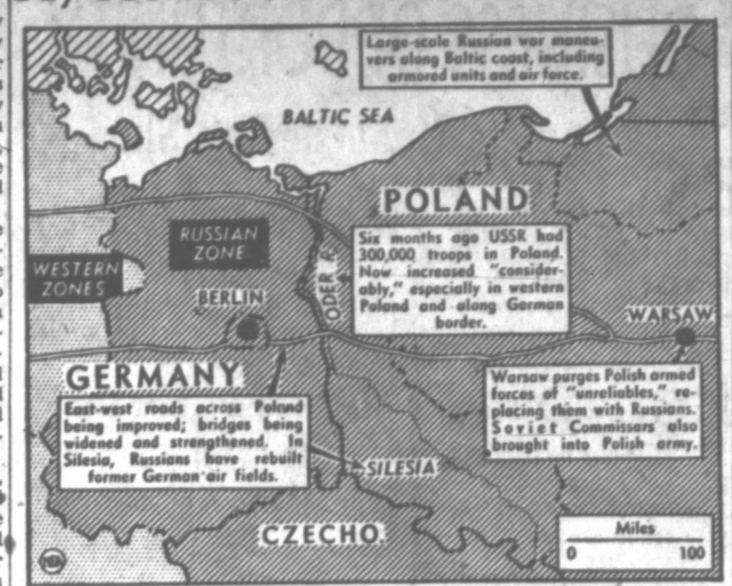 Large-scale Russian war maneu-
vers along Baltic coast, including
armored units and air force.
BALTIC SEA
POLAND
RUSSIAN
ZONE
Six months ago USSR had
300,000 troops in Poland.
Now increased "consider-
ably," especially in western
Poland and along German
border.
WESTERN
ZONES
ODER R.
BERLIN
WARSAW
GERMANY
Warsaw purges Polish armed
forces of "unreliables," re-
placing them with Russians.
Soviet Commissars also
brought into Polish army.
East-west roads across Poland
being improved; bridges being
widened and strengthened. In
Silesia, Russians have rebuilt
former German air fields.
SILESIA
CZECHO.
Miles
0 100
NEA